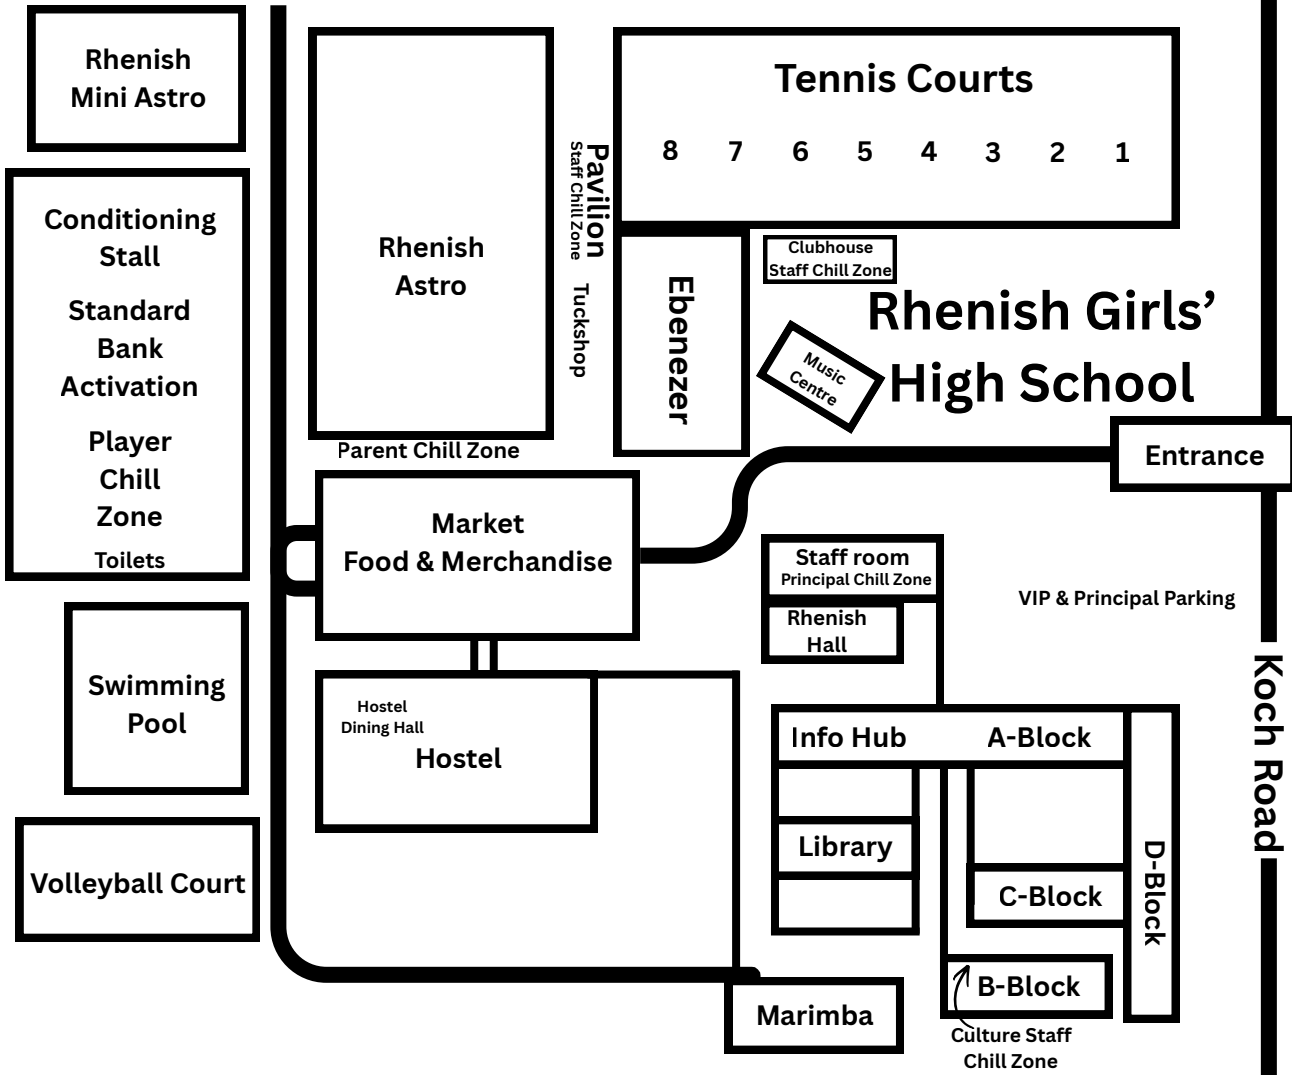 Rhenish
Mini Astro
Conditioning
Stall
Standard
Bank
Activation
Player
Chill
Zone
Toilets
Swimming
Pool
Volleyball Court
Rhenish
Astro
Parent Chill Zone
Pavilion
Staff Chill Zone
Tuckshop
Tennis Courts
8 7 6 5 4 3 2 1
Ebenezer
Clubhouse
Staff Chill Zone
Music
Centre
Rhenish Girls’
High School
Entrance
Market
Food & Merchandise
Staff room
Principal Chill Zone
Rhenish
Hall
VIP & Principal Parking
Koch Road
Hostel
Dining Hall
Hostel
Info Hub
A-Block
Library
C-Block
D-Block
B-Block
Culture Staff
Chill Zone
Marimba